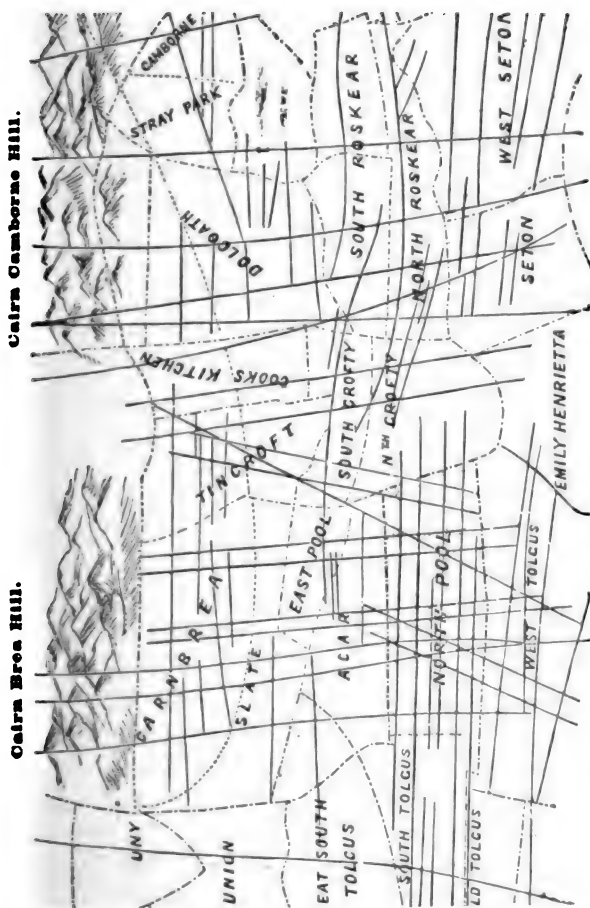 Cairn Brea Hill.
Cairn Camborne Hill.
CAMBORNE
STRAY PARK
DOLCOATH
COOKS KITCHEN
TINCROFT
CARNBREA
SLATE
UNY
UNION
EAT SOUTH
TOLCUS
EAST POOL
ACAR
SOUTH CROFTY
SOUTH ROSKEAR
NORTH ROSKEAR
NTH CROFTY
NORTH POOL
SOUTH TOLCUS
LD TOLCUS
WEST TOLCUS
EMILY HENRIETTA
SETON
WEST SETON